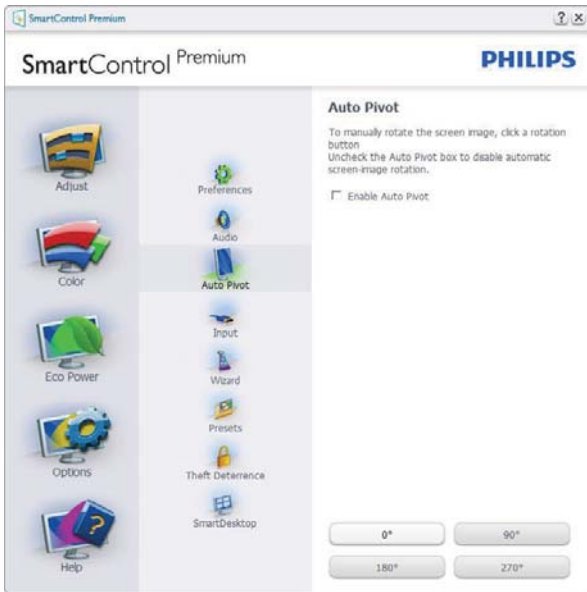 SmartControl Premium
? x
SmartControl Premium
PHILIPS
Adjust
Color
Eco Power
Options
?
Help
Preferences
Audio
Auto Pivot
Input
Wizard
Presets
Theft Deterrence
SmartDesktop
Auto Pivot
To manually rotate the screen image, click a rotation
button
Uncheck the Auto Pivot box to disable automatic
screen-image rotation.
Enable Auto Pivot
0°
90°
180°
270°